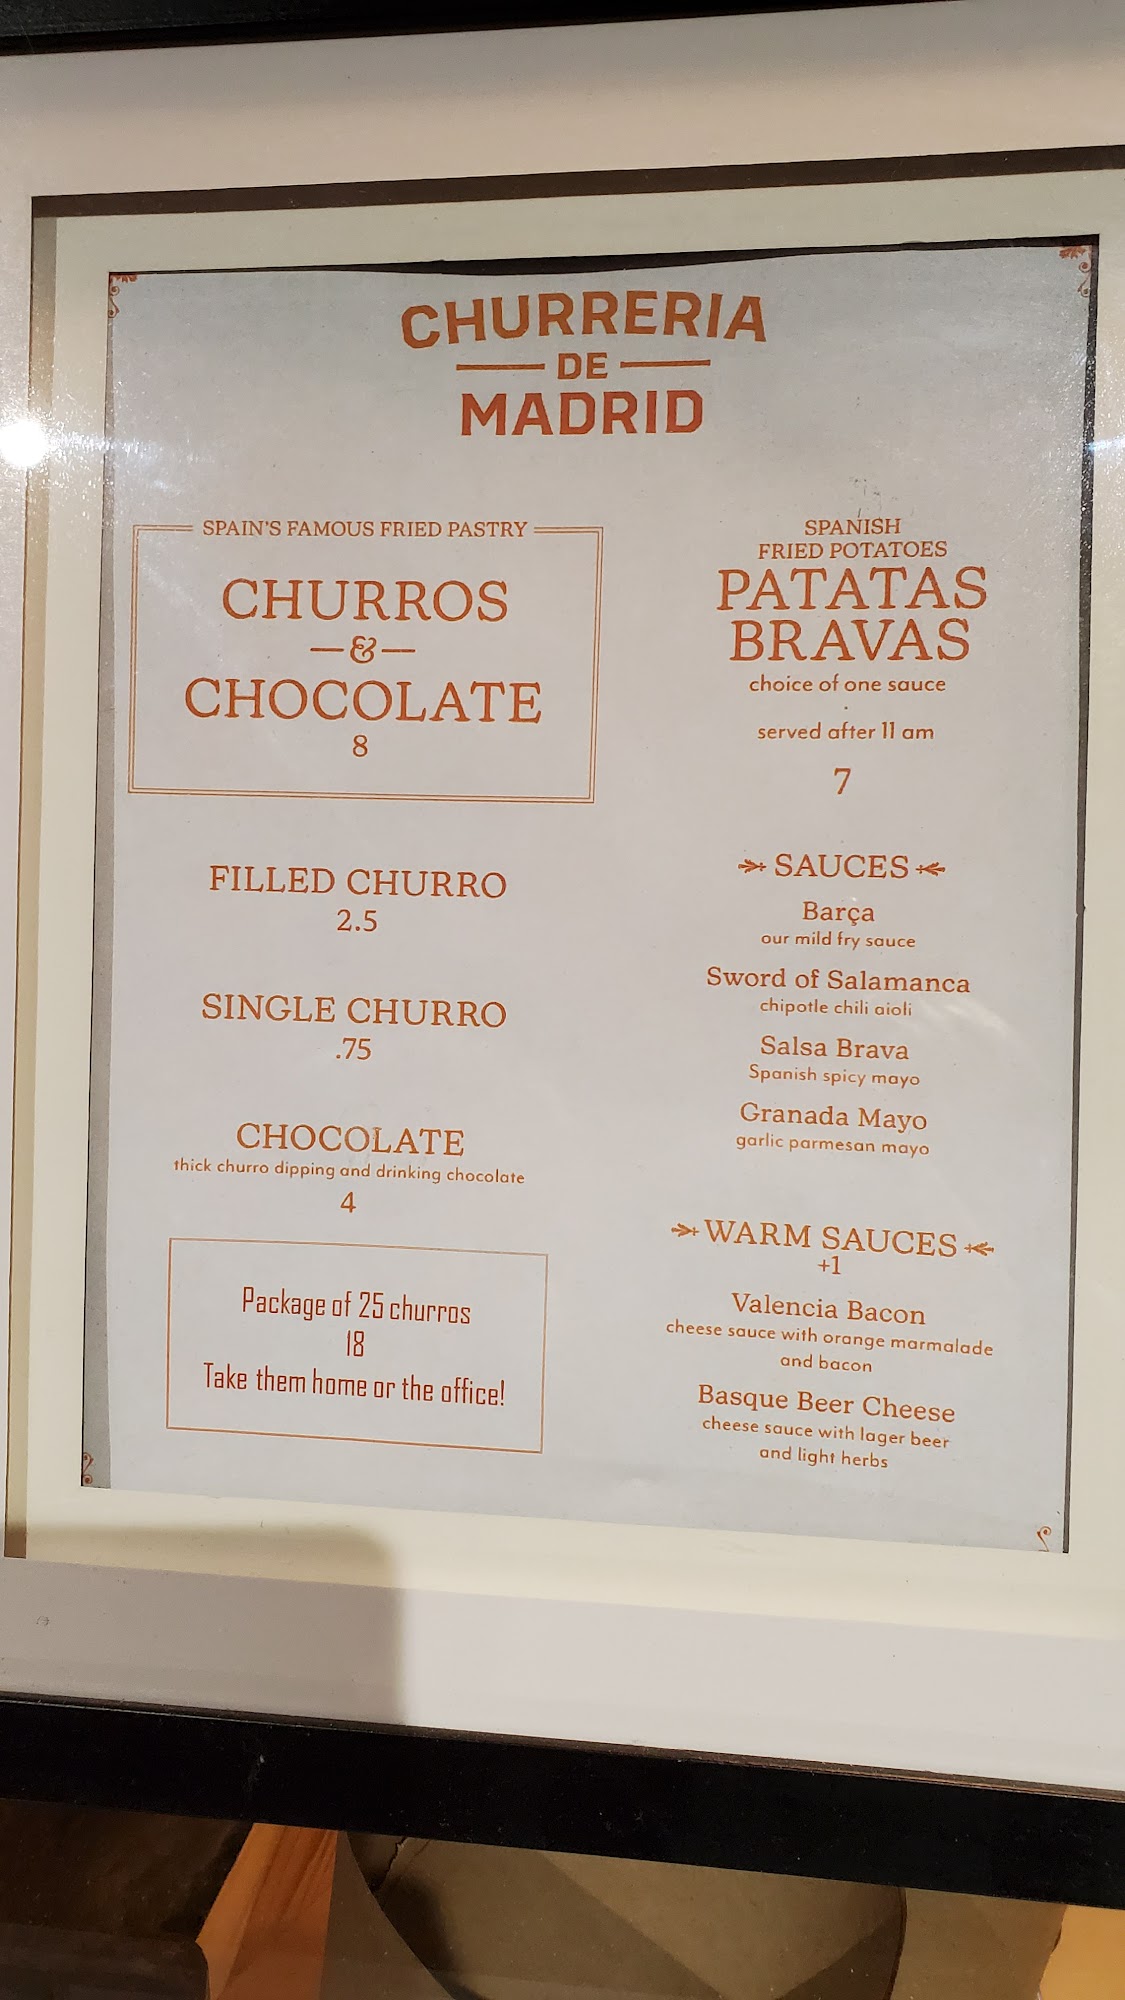 CHURRERIA
DE
MADRID
SPAIN'S FAMOUS FRIED PASTRY
CHURROS
&
CHOCOLATE
8
FILLED CHURRO
2.5
SINGLE CHURRO
.75
CHOCOLATE
thick churro dipping and drinking chocolate
4
Package of 25 churros
18
Take them home or the office!
SPANISH
FRIED POTATOES
PATATAS
BRAVAS
choice of one sauce
served after 11 am
7
SAUCES
Barça
our mild fry sauce
Sword of Salamanca
chipotle chili aioli
Salsa Brava
Spanish spicy mayo
Granada Mayo
garlic parmesan mayo
WARM SAUCES
+1
Valencia Bacon
cheese sauce with orange marmalade
and bacon
Basque Beer Cheese
cheese sauce with lager beer
and light herbs